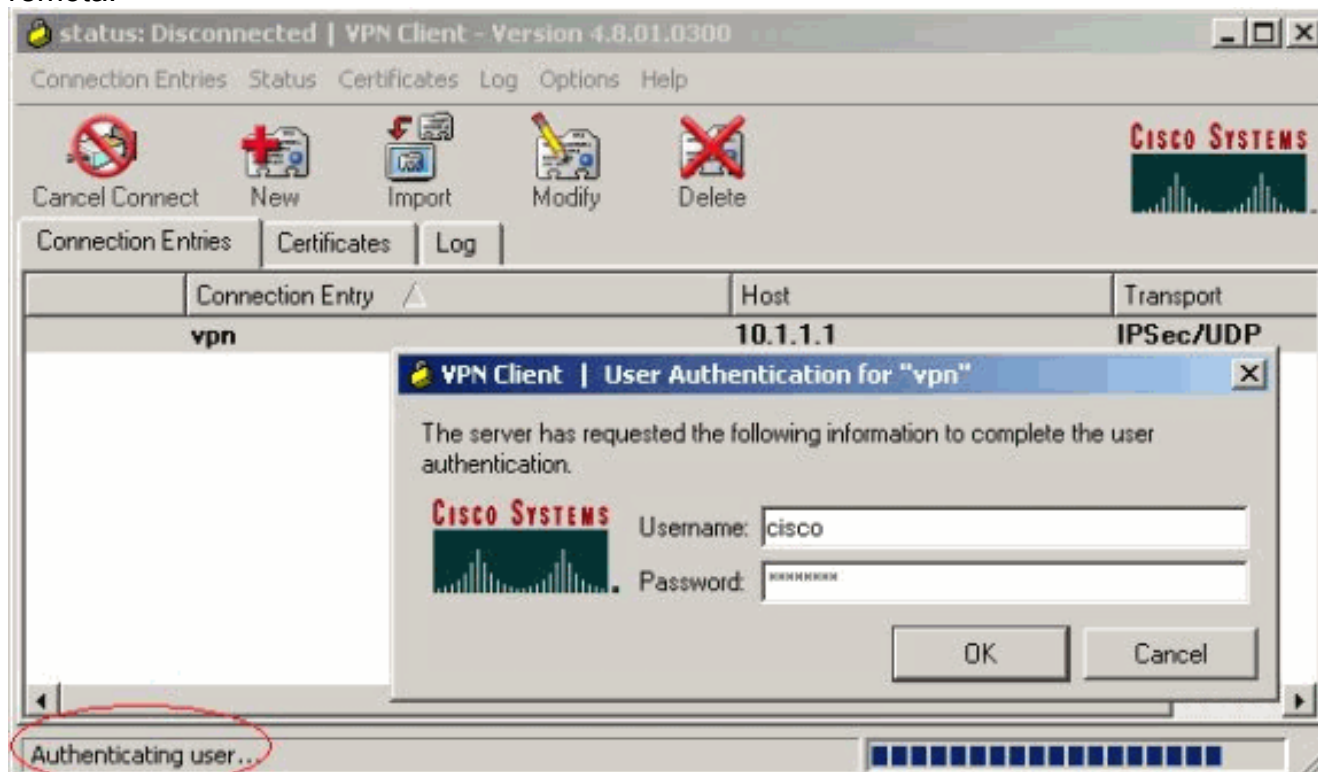 remota.
status: Disconnected | VPN Client - Version 4.8.01.0300
Connection Entries Status Certificates Log Options Help
CISCO SYSTEMS
Cancel Connect New Import Modify Delete
Connection Entries Certificates Log
Connection Entry Host Transport
vpn 10.1.1.1 IPSec/UDP
VPN Client | User Authentication for "vpn"
The server has requested the following information to complete the user
authentication.
CISCO SYSTEMS
Username: cisco
Password: ********
OK Cancel
Authenticating user...